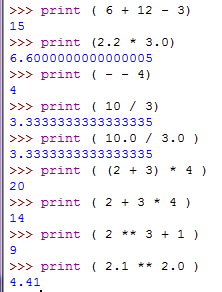 >>> print ( 6 + 12 - 3)
15
>>> print (2.2 * 3.0)
6.6000000000000005
>>> print ( - - 4)
4
>>> print ( 10 / 3)
3.3333333333333335
>>> print ( 10.0 / 3.0 )
3.3333333333333335
>>> print ( (2 + 3) * 4 )
20
>>> print ( 2 + 3 * 4 )
14
>>> print ( 2 ** 3 + 1 )
9
>>> print ( 2.1 ** 2.0 )
4.41